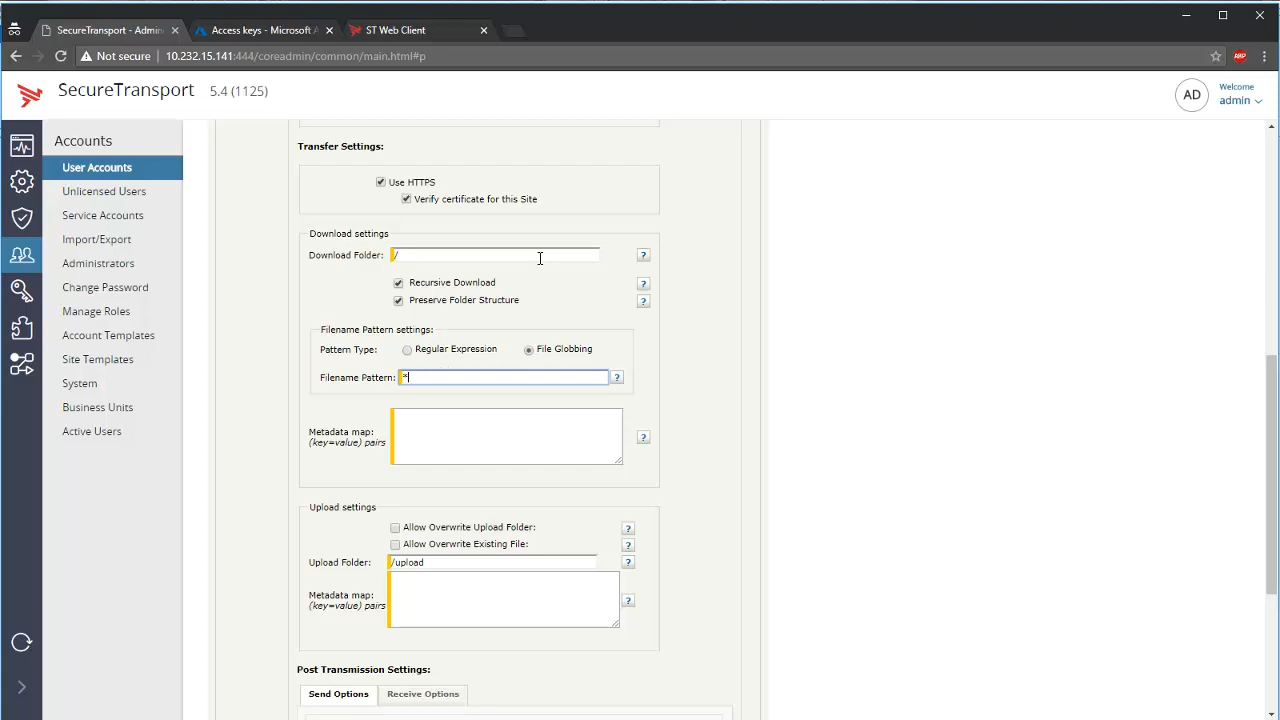 SecureTransport - Admin
Access keys - Microsoft A
ST Web Client
Not secure
10.232.15.141:444/coreadmin/common/main.html#p
ABP
SecureTransport 5.4 (1125)
AD
Welcome
admin
Accounts
User Accounts
Unlicensed Users
Service Accounts
Import/Export
Administrators
Change Password
Manage Roles
Account Templates
Site Templates
System
Business Units
Active Users
Transfer Settings:
Use HTTPS
Verify certificate for this Site
Download settings
Download Folder: / ?
Recursive Download ?
Preserve Folder Structure ?
Filename Pattern settings:
Pattern Type: Regular Expression File Globbing
Filename Pattern: * ?
Metadata map:
(key=value) pairs ?
Upload settings
Allow Overwrite Upload Folder: ?
Allow Overwrite Existing File: ?
Upload Folder: /upload ?
Metadata map:
(key=value) pairs ?
Post Transmission Settings:
Send Options Receive Options